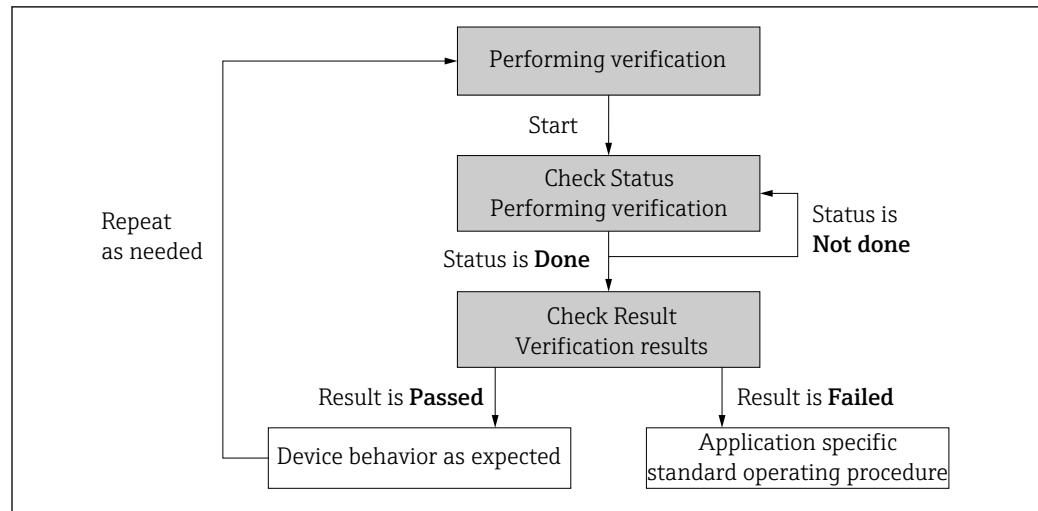 Performing verification
Start
Check Status
Performing verification
Repeat
as needed
Status is
Not done
Status is Done
Check Result
Verification results
Result is Passed
Result is Failed
Device behavior as expected
Application specific
standard operating procedure